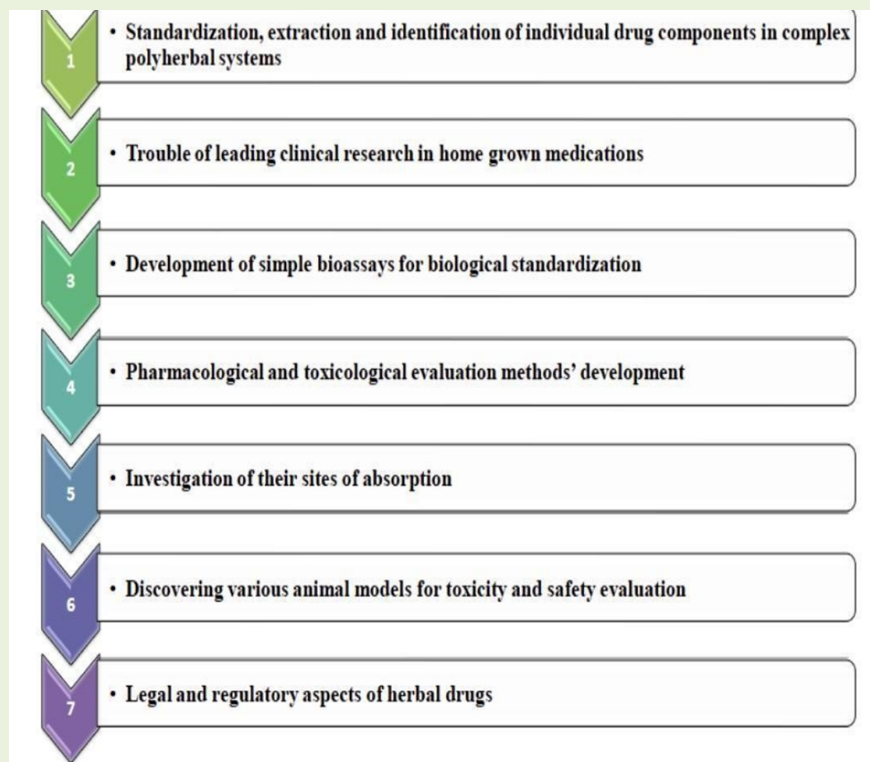 1
• Standardization, extraction and identification of individual drug components in complex
polyherbal systems
2
• Trouble of leading clinical research in home grown medications
3
• Development of simple bioassays for biological standardization
4
• Pharmacological and toxicological evaluation methods’ development
5
• Investigation of their sites of absorption
6
• Discovering various animal models for toxicity and safety evaluation
7
• Legal and regulatory aspects of herbal drugs